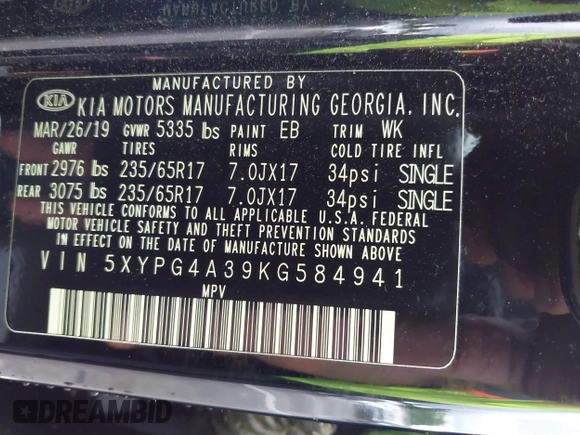 MANUFACTURED BY
KIA KIA MOTORS MANUFACTURING GEORGIA, INC.
MAR/26/19 GVWR 5335 lbs PAINT EB TRIM WK
GAWR TIRES RIMS COLD TIRE INFL
FRONT 2976 lbs 235/65R17 7.0JX17 34psi SINGLE
REAR 3075 lbs 235/65R17 7.0JX17 34psi SINGLE
THIS VEHICLE CONFORMS TO ALL APPLICABLE U.S.A. FEDERAL
MOTOR VEHICLE SAFETY AND THEFT PREVENTION STANDARDS
IN EFFECT ON THE DATE OF MANUFACTURE SHOWN ABOVE
VIN 5XYPG4A39KG584941
MPV
DREAMBID